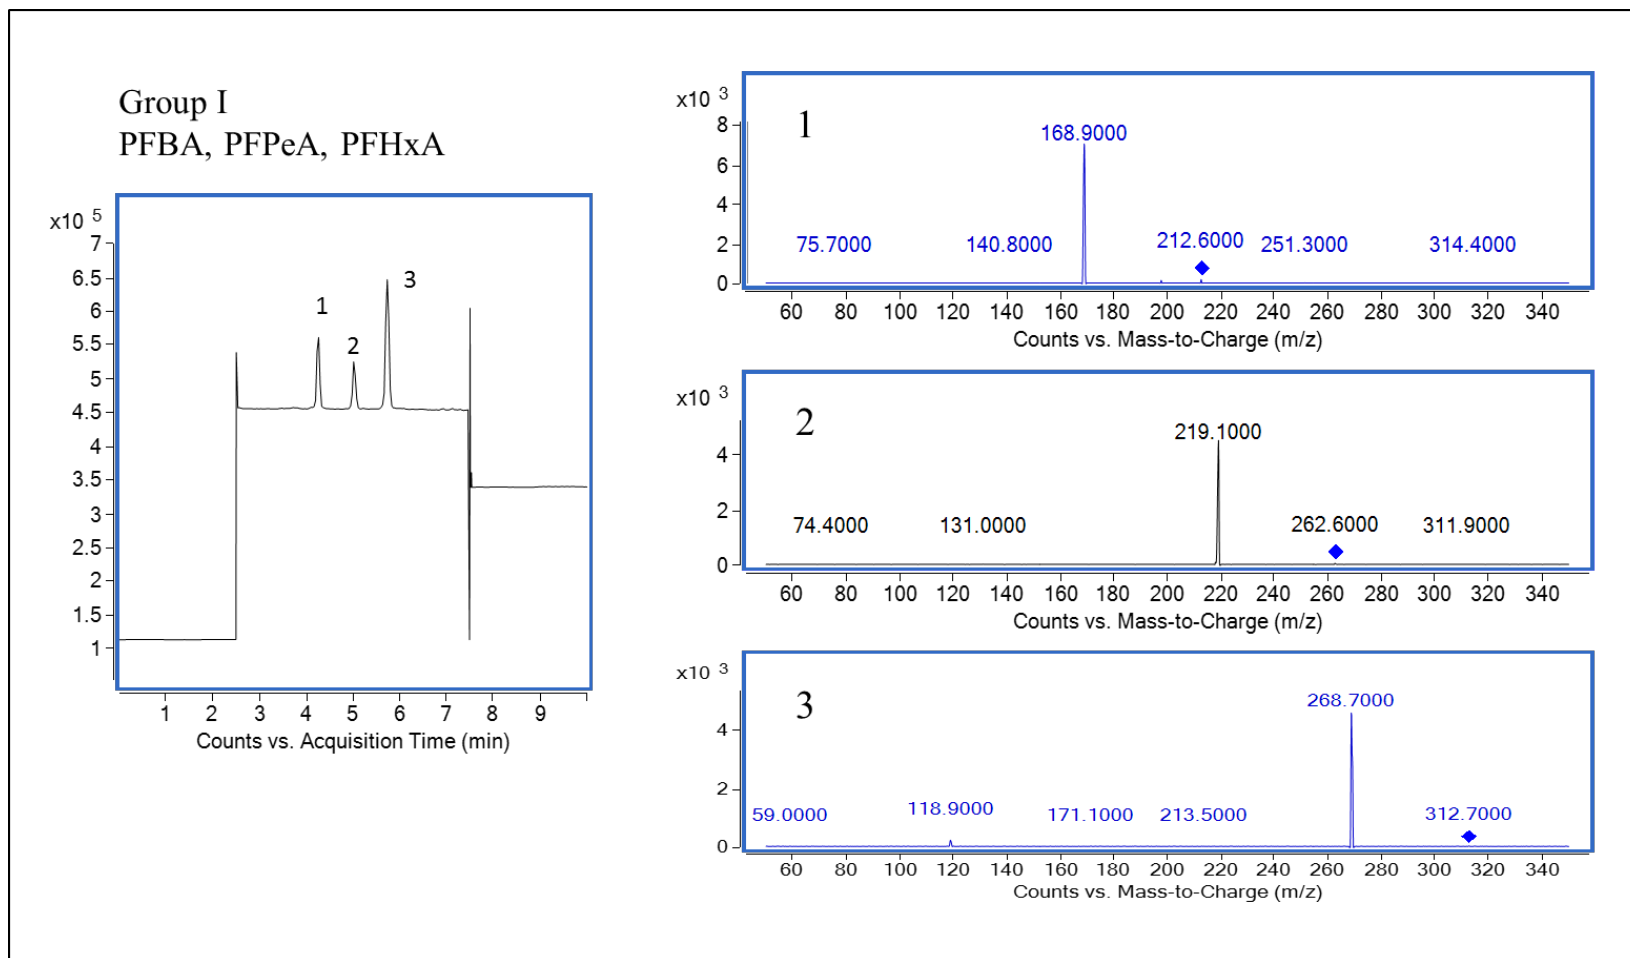 Group I
PFBA, PFPeA, PFHxA
x10 5
7
6.5
6
5.5
5
4.5
4
3.5
3
2.5
2
1.5
1
1
2
3
1 2 3 4 5 6 7 8 9
Counts vs. Acquisition Time (min)
x10 3
8
6
4
2
0
1
168.9000
75.7000 140.8000 212.6000 251.3000 314.4000
60 80 100 120 140 160 180 200 220 240 260 280 300 320 340
Counts vs. Mass-to-Charge (m/z)
x10 3
4
2
0
2
219.1000
74.4000 131.0000 262.6000 311.9000
60 80 100 120 140 160 180 200 220 240 260 280 300 320 340
Counts vs. Mass-to-Charge (m/z)
x10 3
4
2
0
3
268.7000
59.0000 118.9000 171.1000 213.5000 312.7000
60 80 100 120 140 160 180 200 220 240 260 280 300 320 340
Counts vs. Mass-to-Charge (m/z)